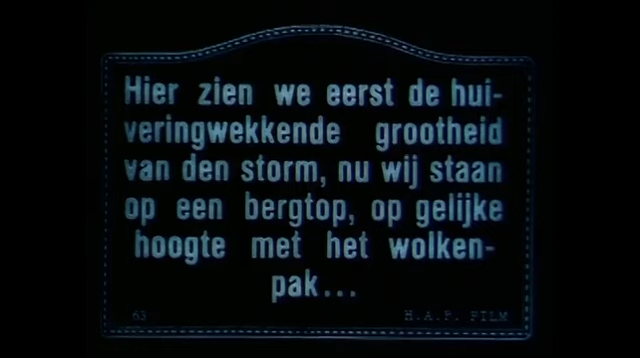 Hier zien we eerst de hui-
veringwekkende grootheid
van den storm, nu wij staan
op een bergtop, op gelijke
hoogte met het wolken-
pak...
63 H.A.P. FILM